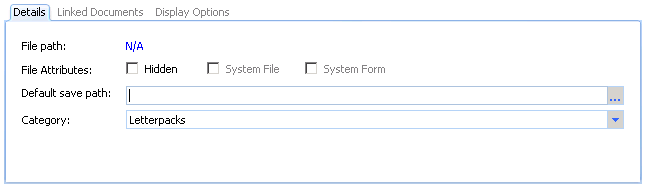 Details Linked Documents Display Options
File path: N/A
File Attributes: Hidden System File System Form
Default save path: ...
Category: Letterpacks